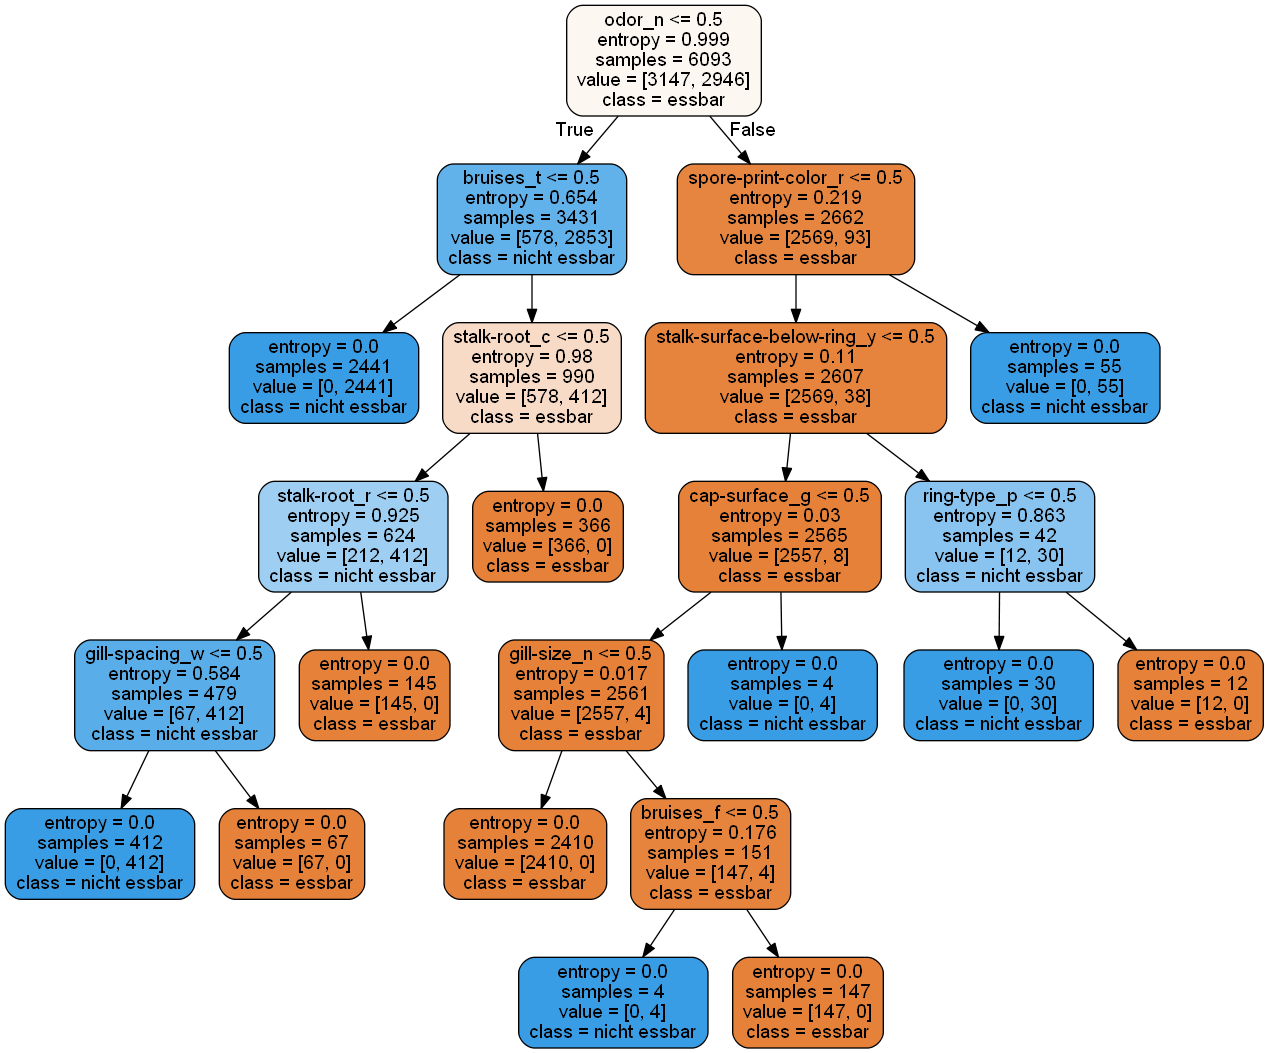 odor_n <= 0.5
entropy = 0.999
samples = 6093
value = [3147, 2946]
class = essbar
True
False
bruises_t <= 0.5
entropy = 0.654
samples = 3431
value = [578, 2853]
class = nicht essbar
spore-print-color_r <= 0.5
entropy = 0.219
samples = 2662
value = [2569, 93]
class = essbar
entropy = 0.0
samples = 2441
value = [0, 2441]
class = nicht essbar
stalk-root_c <= 0.5
entropy = 0.98
samples = 990
value = [578, 412]
class = essbar
stalk-surface-below-ring_y <= 0.5
entropy = 0.11
samples = 2607
value = [2569, 38]
class = essbar
entropy = 0.0
samples = 55
value = [0, 55]
class = nicht essbar
stalk-root_r <= 0.5
entropy = 0.925
samples = 624
value = [212, 412]
class = nicht essbar
entropy = 0.0
samples = 366
value = [366, 0]
class = essbar
cap-surface_g <= 0.5
entropy = 0.03
samples = 2565
value = [2557, 8]
class = essbar
ring-type_p <= 0.5
entropy = 0.863
samples = 42
value = [12, 30]
class = nicht essbar
gill-spacing_w <= 0.5
entropy = 0.584
samples = 479
value = [67, 412]
class = nicht essbar
entropy = 0.0
samples = 145
value = [145, 0]
class = essbar
gill-size_n <= 0.5
entropy = 0.017
samples = 2561
value = [2557, 4]
class = essbar
entropy = 0.0
samples = 4
value = [0, 4]
class = nicht essbar
entropy = 0.0
samples = 30
value = [0, 30]
class = nicht essbar
entropy = 0.0
samples = 12
value = [12, 0]
class = essbar
entropy = 0.0
samples = 412
value = [0, 412]
class = nicht essbar
entropy = 0.0
samples = 67
value = [67, 0]
class = essbar
entropy = 0.0
samples = 2410
value = [2410, 0]
class = essbar
bruises_f <= 0.5
entropy = 0.176
samples = 151
value = [147, 4]
class = essbar
entropy = 0.0
samples = 4
value = [0, 4]
class = nicht essbar
entropy = 0.0
samples = 147
value = [147, 0]
class = essbar